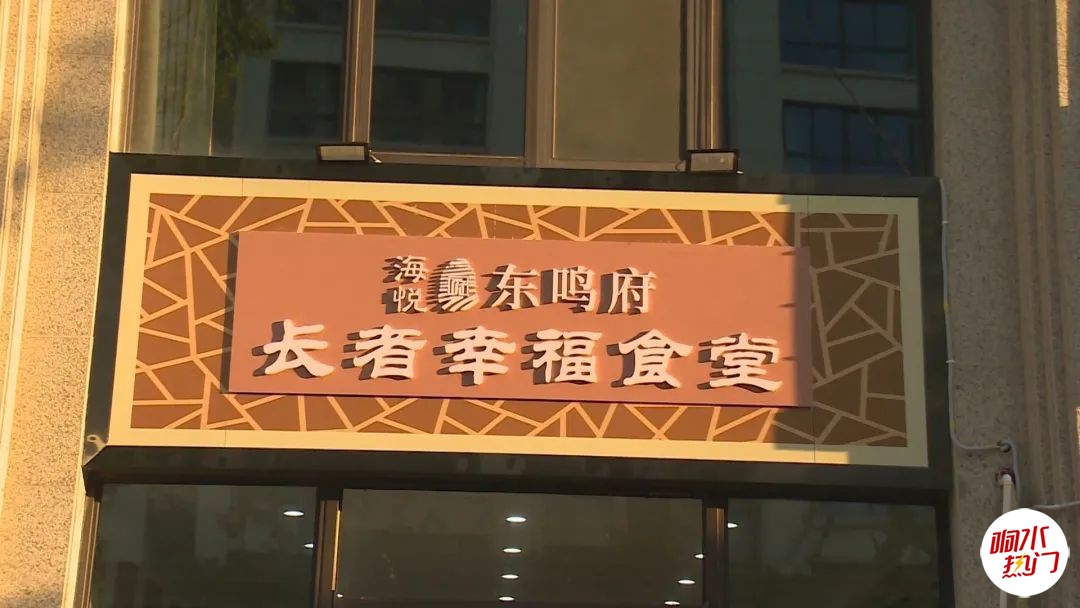 海悦 东鸣府
长者幸福食堂
响水
热门